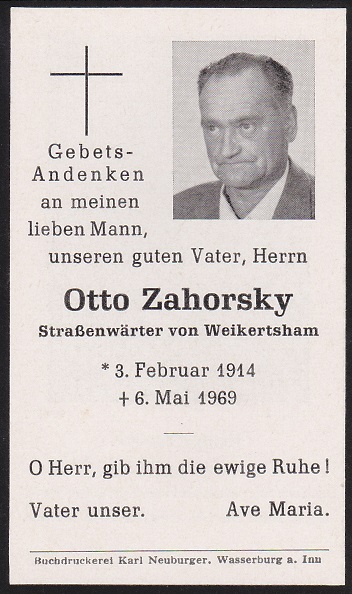 Gebets-
Andenken
an meinen
lieben Mann,
unseren guten Vater, Herrn
Otto Zahorsky
Straßenwärter von Weikertsham
* 3. Februar 1914
† 6. Mai 1969
O Herr, gib ihm die ewige Ruhe!
Vater unser. Ave Maria.
Buchdruckerei Karl Neuburger, Wasserburg a. Inn